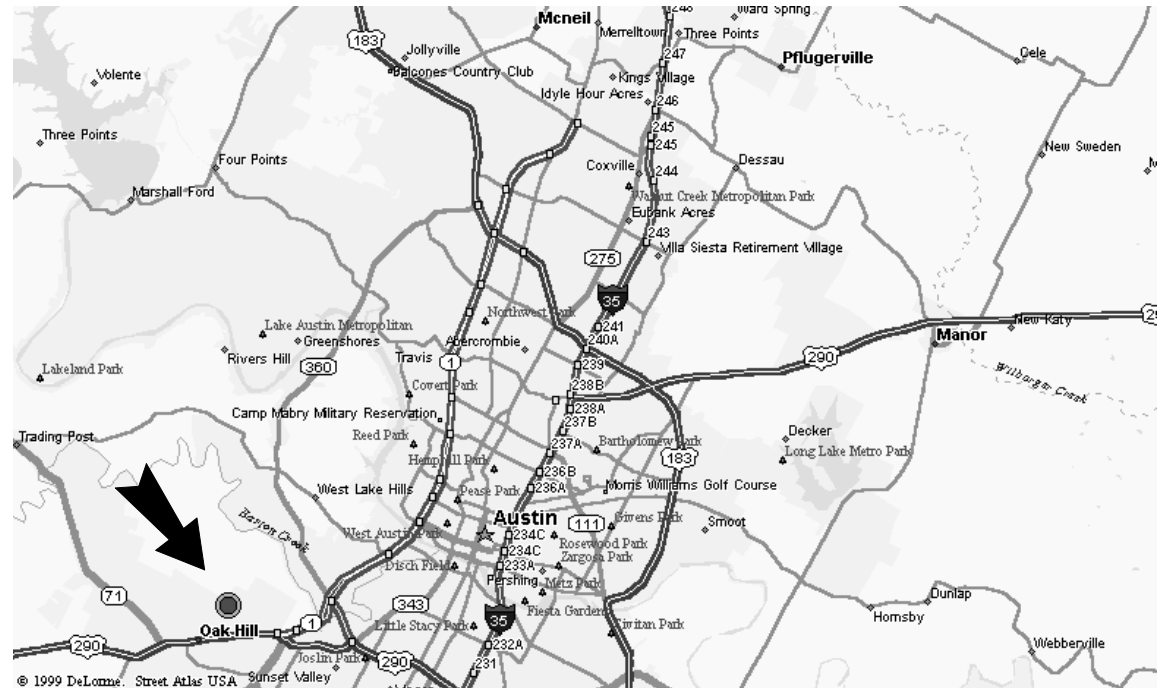 248
Ward Spring
Mcneil
Merrelltown
Three Points
183
Jollyville
247
Pflugerville
Cele
Balcones Country Club
Kings Village
Volente
Idyle Hour Acres
246
245
Three Points
245
New Sweden
Four Points
Coxville
Dessau
244
Marshall Ford
Walnut Creek Metropolitan Park
Eubank Acres
243
Villa Siesta Retirement Village
275
35
Northwest Park
Lake Austin Metropolitan
241
New Katy
Greenshores
Abercrombie
240A
Manor
Rivers Hill
Travis
1
290
360
239
Lakeland Park
Covert Park
238B
Wilbarger Creek
Camp Mabry Military Reservation
238A
237B
Trading Post
Reed Park
237A
Bartholomew Park
Decker
183
Long Lake Metro Park
Hemphill Park
236B
West Lake Hills
Pease Park
236A
Morris Williams Golf Course
Barton Creek
West Austin Park
Austin
111
Givens Park
Smoot
234C
Rosewood Park
234C
Zargosa Park
Disch Field
233A
Pershing
Metz Park
71
343
Fiesta Garden
Dunlap
Hornsby
Oak Hill
1
Little Stacy Park
35
Civitan Park
290
232A
Webberville
Joslin Park
290
231
© 1999 DeLorme. Street Atlas USA
Sunset Valley